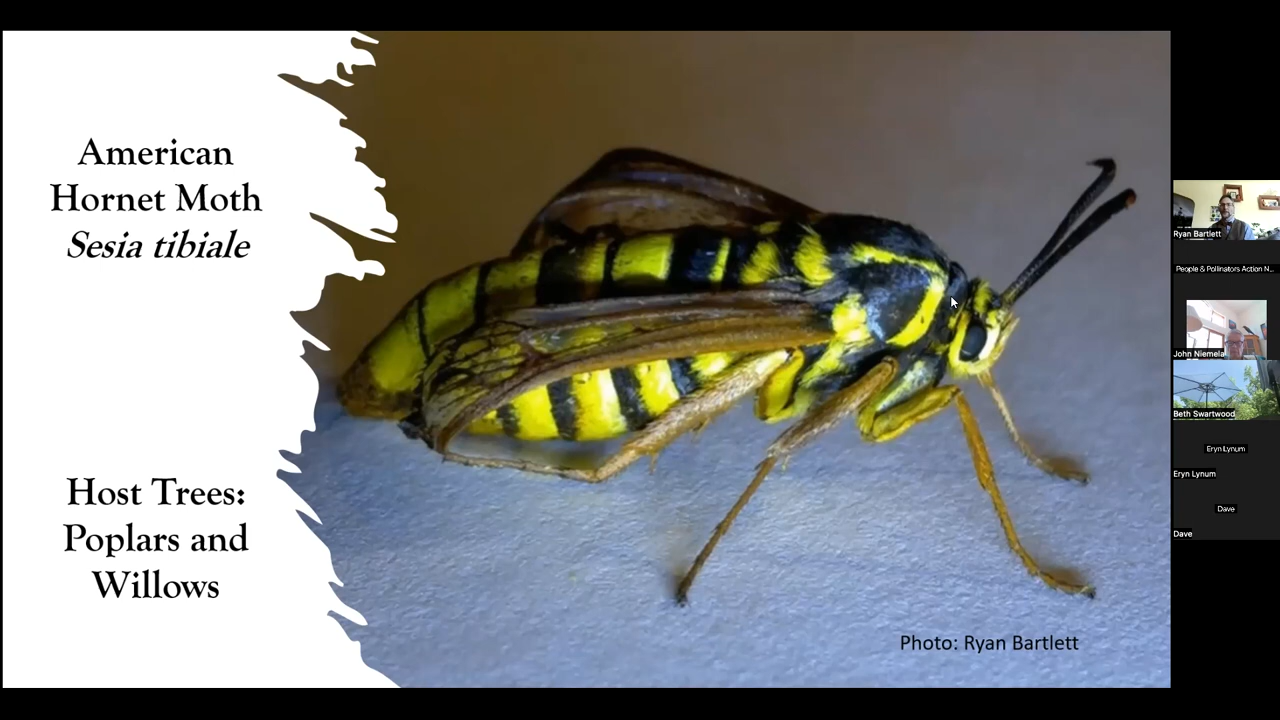 American
Hornet Moth
Sesia tibiale
Host Trees:
Poplars and
Willows
Photo: Ryan Bartlett
Ryan Bartlett
People & Pollinators Action N...
John Niemela
Beth Swartwood
Eryn Lynum
Eryn Lynum
Dave
Dave